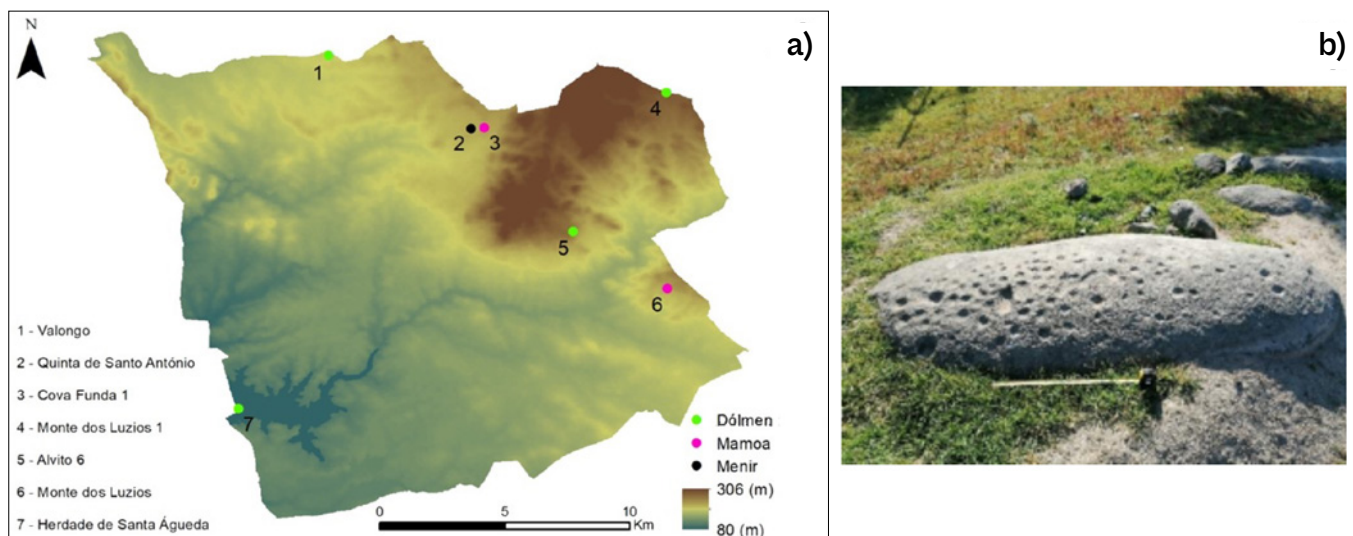 N
a)
b)
1
2
3
4
5
6
7
1 - Valongo
2 - Quinta de Santo António
3 - Cova Funda 1
4 - Monte dos Luzios 1
5 - Alvito 6
6 - Monte dos Luzios
7 - Herdade de Santa Águeda
Dólmen
Mamoa
Menir
306 (m)
80 (m)
0 5 10
Km